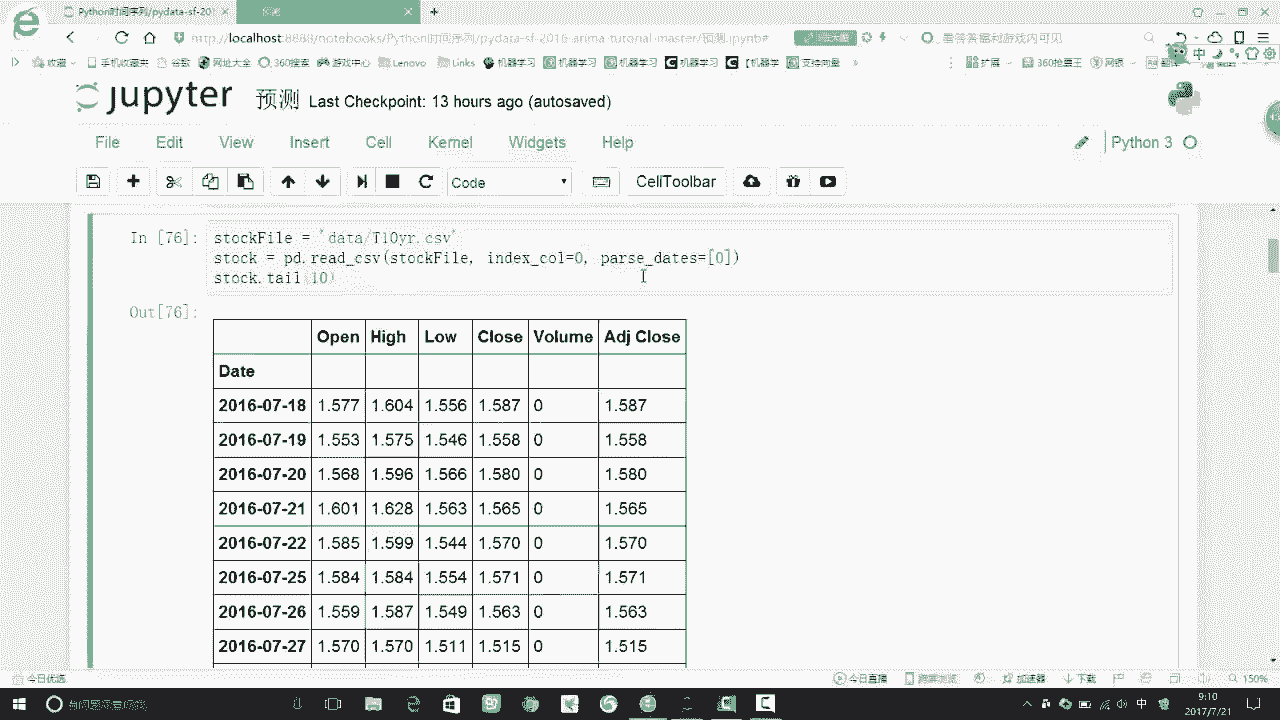 Python时间序列/pydata-sf-201
预测
http://localhost:8888/notebooks/Python时间序列/pydata-sf-2016-arima-tutorial-master/预测.ipynb#
收藏 手机收藏夹 谷歌 网址大全 360搜索 游戏中心 Lenovo Links 机器学习 机器学习 机器学习 机器学习 【机器学 支持向量 » 扩展 360抢票王 网银
jupyter 预测 Last Checkpoint: 13 hours ago (autosaved)
File Edit View Insert Cell Kernel Widgets Help Python 3
Code CellToolbar
In [76]: stockFile = 'data/T10yr.csv'
stock = pd.read_csv(stockFile, index_col=0, parse_dates=[0])
stock.tail(10)
Out[76]:
Open High Low Close Volume Adj Close
Date
2016-07-18 1.577 1.604 1.556 1.587 0 1.587
2016-07-19 1.553 1.575 1.546 1.558 0 1.558
2016-07-20 1.568 1.596 1.566 1.580 0 1.580
2016-07-21 1.601 1.628 1.563 1.565 0 1.565
2016-07-22 1.585 1.599 1.544 1.570 0 1.570
2016-07-25 1.584 1.584 1.554 1.571 0 1.571
2016-07-26 1.559 1.587 1.549 1.563 0 1.563
2016-07-27 1.570 1.570 1.511 1.515 0 1.515
今日优选 今日直播 跨屏浏览 加速器 下载 150%
中 9:10
2017/7/21